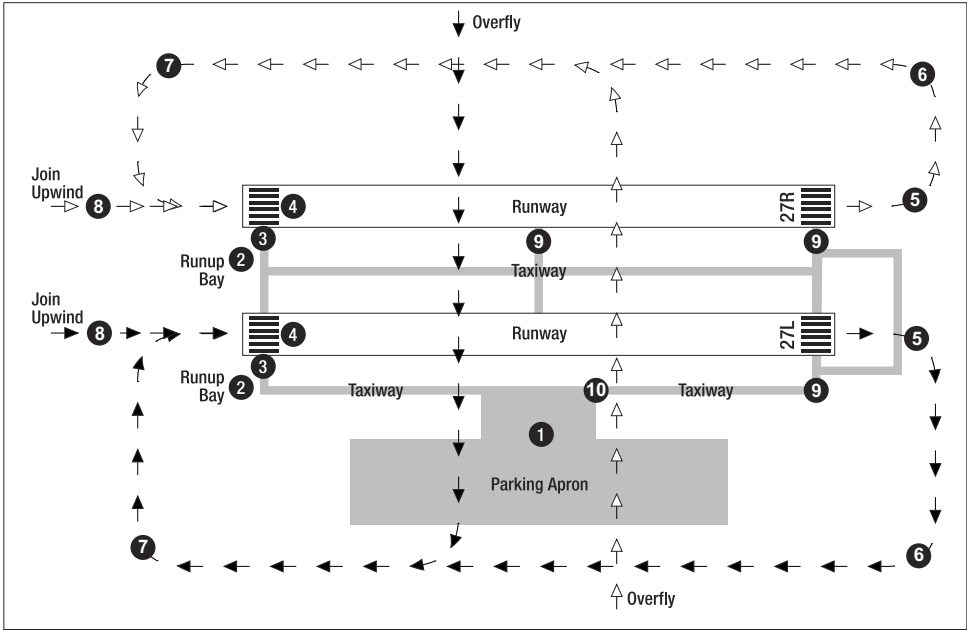 Overfly
7
6
Join
Upwind
8
4
Runway
27R
5
3
9
9
2
Runup
Bay
Taxiway
Join
Upwind
8
4
Runway
27L
5
3
2
Runup
Bay
Taxiway
10
Taxiway
9
1
Parking Apron
7
6
Overfly